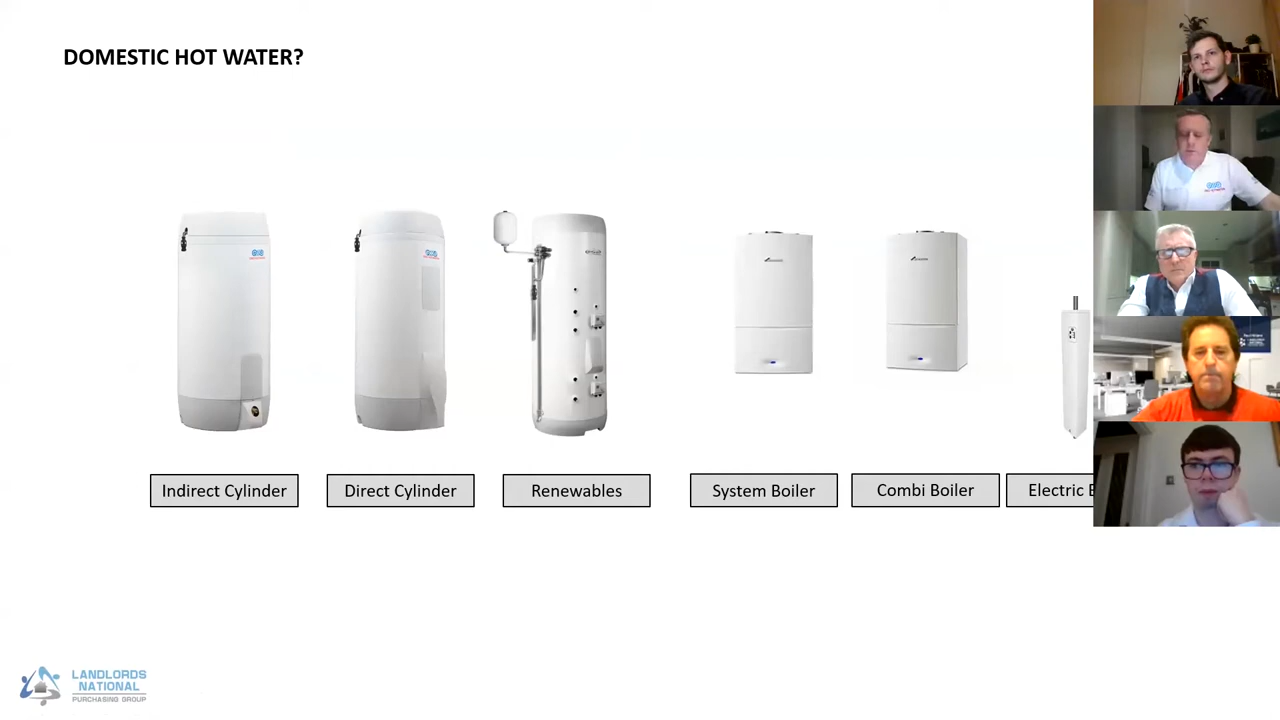 DOMESTIC HOT WATER?
Indirect Cylinder
Direct Cylinder
Renewables
System Boiler
Combi Boiler
Electric
LANDLORDS
NATIONAL
PURCHASING GROUP